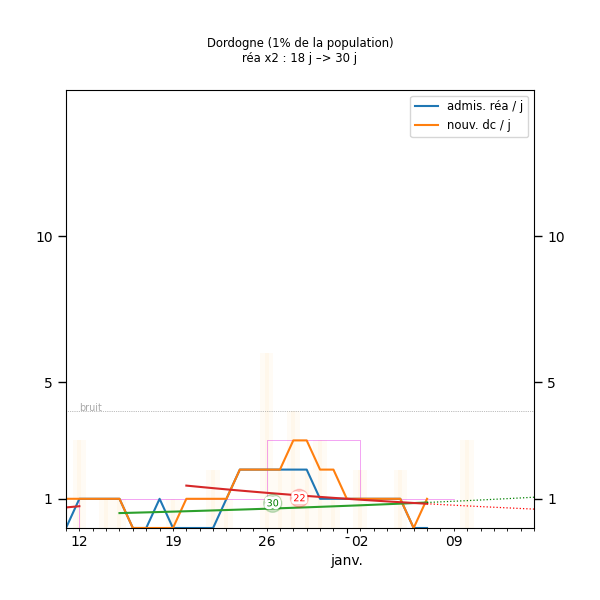 Dordogne (1% de la population)
réa x2 : 18 j –> 30 j
admis. réa / j
nouv. dc / j
10 10
5 5
bruit
30 22
1 1
12 19 26 02 09
janv.